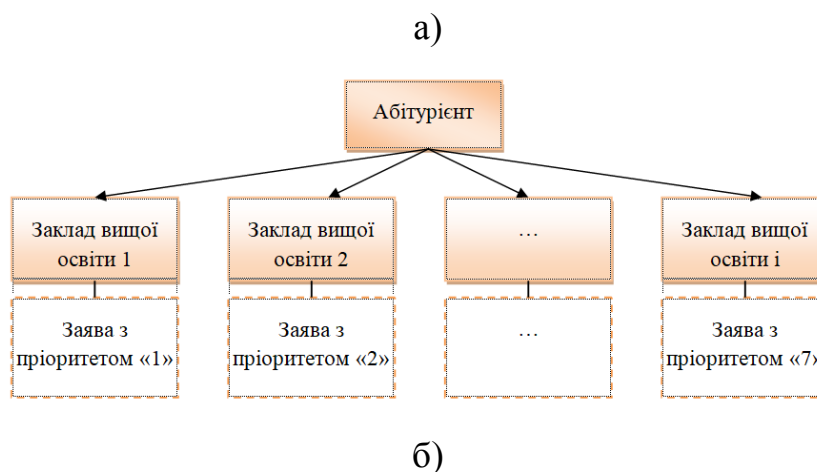 а)
Абітурієнт
Заклад вищої
освіти 1
Заклад вищої
освіти 2
…
Заклад вищої
освіти і
Заява з
пріоритетом «1»
Заява з
пріоритетом «2»
…
Заява з
пріоритетом «7»
б)